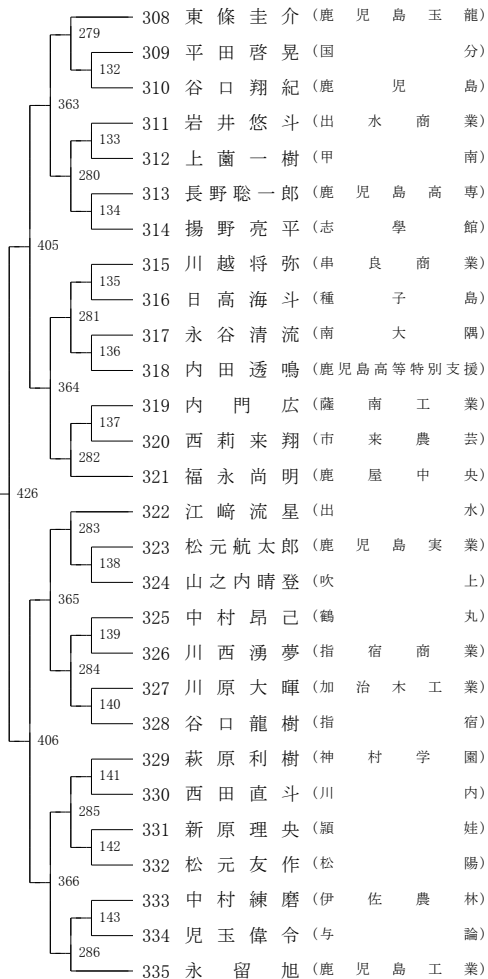 308 東條圭介 (鹿児島玉龍)
279
309 平田啓晃 (国分)
132
310 谷口翔紀 (鹿児島)
363
311 岩井悠斗 (出水商業)
133
312 上薗一樹 (甲南)
280
313 長野聡一郎 (鹿児島高専)
134
314 揚野亮平 (志學館)
405
315 川越将弥 (串良商業)
135
316 日高海斗 (種子島)
281
317 永谷清流 (南大隅)
136
318 内田透鳴 (鹿児島高等特別支援)
364
319 内門広 (薩南工業)
137
320 西莉来翔 (市来農芸)
282
321 福永尚明 (鹿屋中央)
426
322 江﨑流星 (出水)
283
323 松元航太郎 (鹿児島実業)
138
324 山之内晴登 (吹上)
365
325 中村昂己 (鶴丸)
139
326 川西湧夢 (指宿商業)
284
327 川原大暉 (加治木工業)
140
328 谷口龍樹 (指宿)
406
329 萩原利樹 (神村学園)
141
330 西田直斗 (川内)
285
331 新原理央 (頴娃)
142
332 松元友作 (松陽)
366
333 中村練磨 (伊佐農林)
143
334 児玉偉令 (与論)
286
335 永留旭 (鹿児島工業)